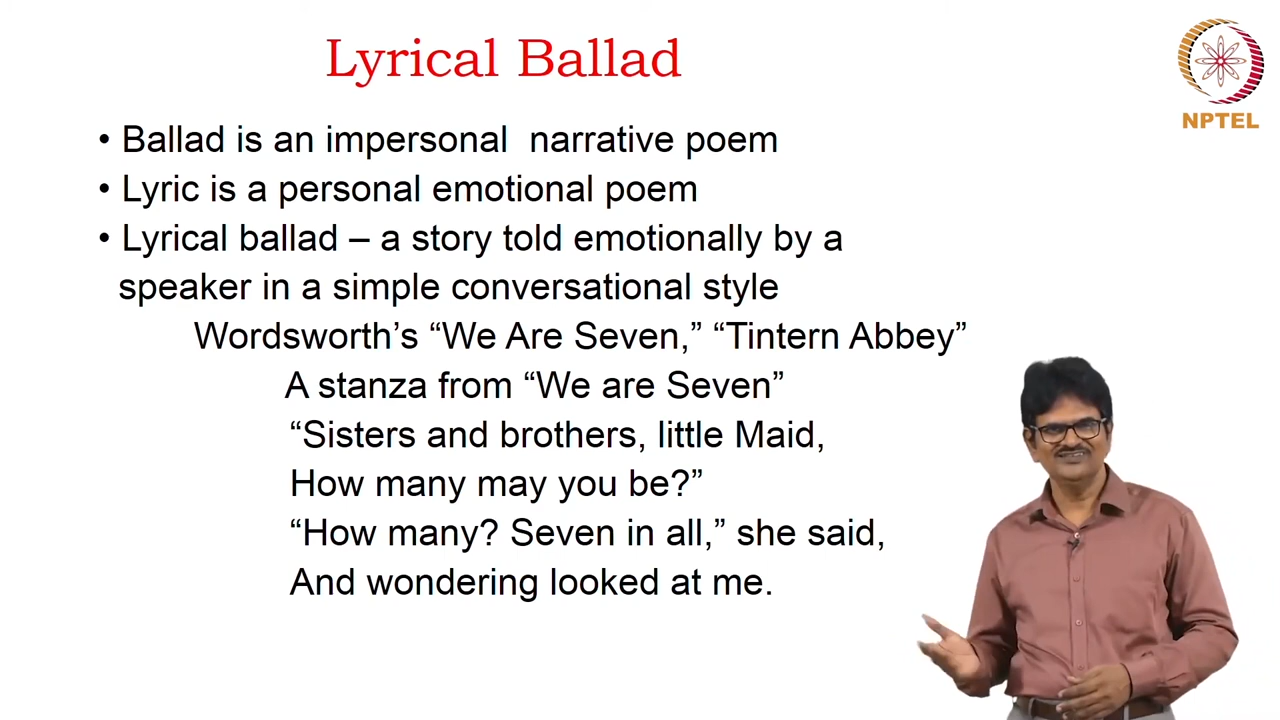 Lyrical Ballad
NPTEL
• Ballad is an impersonal  narrative poem
• Lyric is a personal emotional poem
• Lyrical ballad – a story told emotionally by a
speaker in a simple conversational style
Wordsworth’s “We Are Seven,” “Tintern Abbey”
A stanza from “We are Seven”
“Sisters and brothers, little Maid,
How many may you be?”
“How many? Seven in all,” she said,
And wondering looked at me.